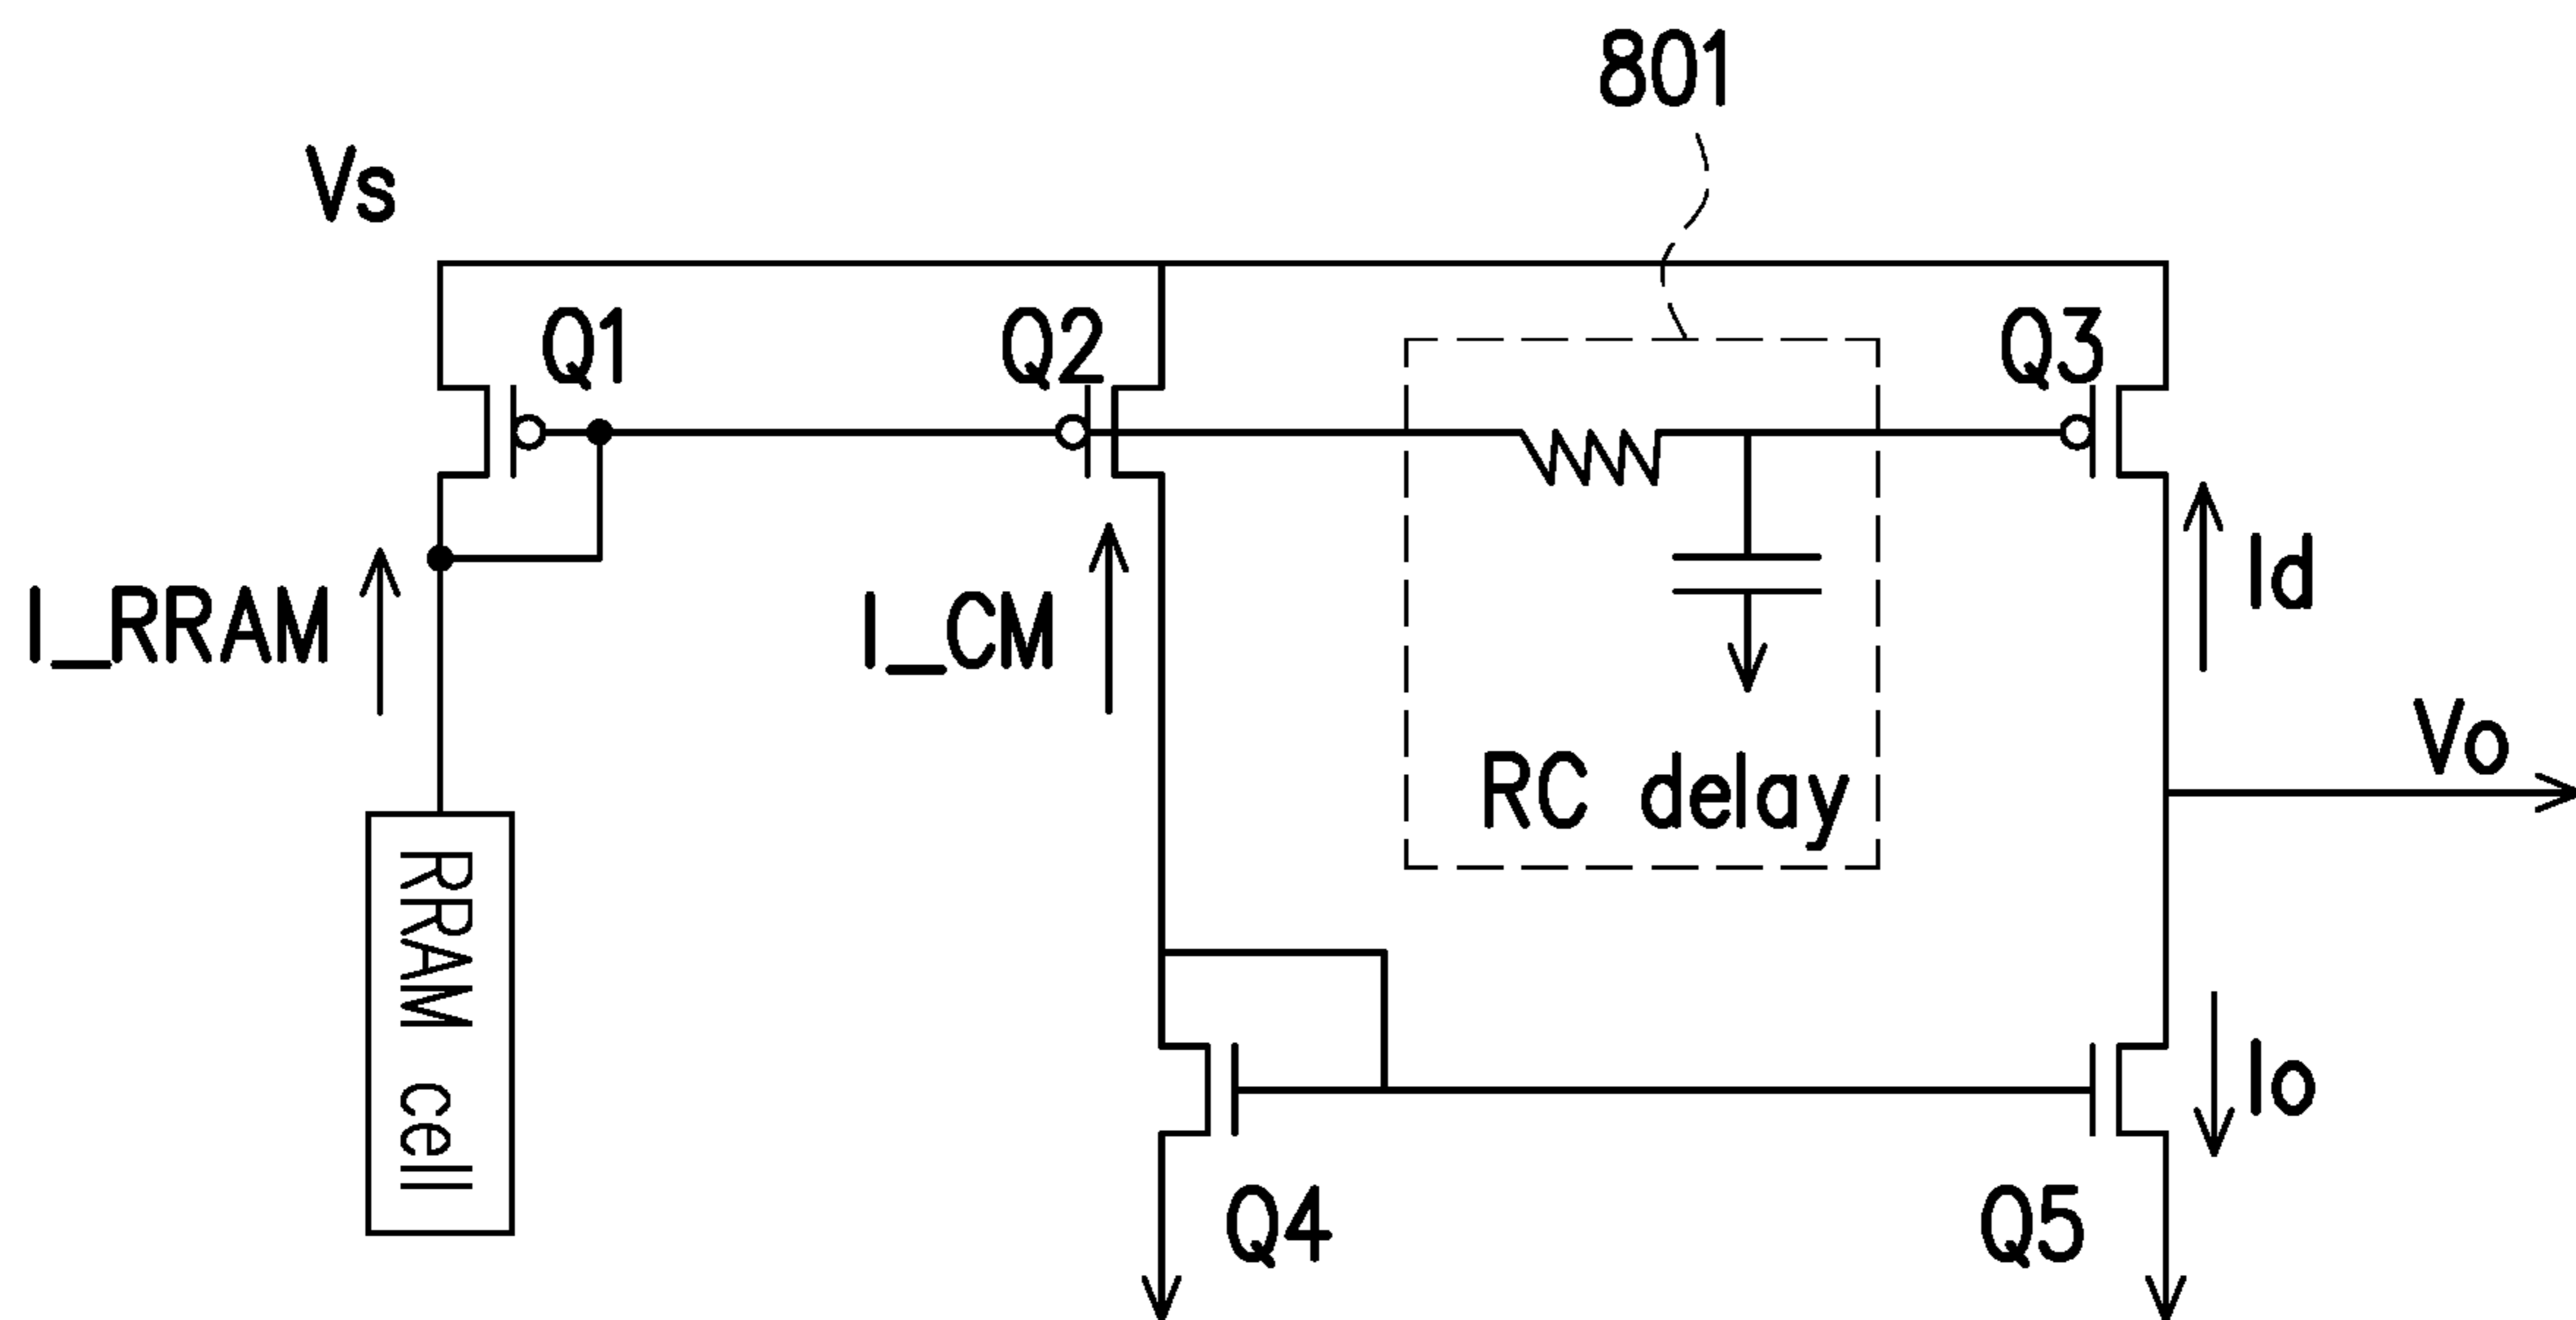 801
Vs
Q1
Q2
Q3
I_RRAM
I_CM
Id
RC delay
Vo
RRAM cell
Io
Q4
Q5